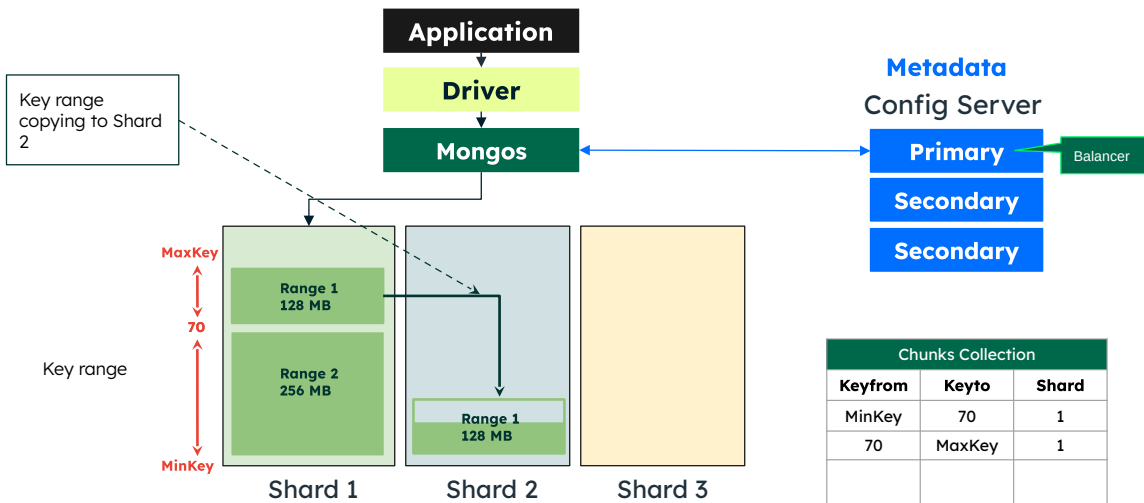 Application
Driver
Mongos
Key range
copying to Shard
2
Metadata
Config Server
Primary
Balancer
Secondary
Secondary
MaxKey
70
MinKey
Key range
Range 1
128 MB
Range 2
256 MB
Range 1
128 MB
Shard 1
Shard 2
Shard 3
Chunks Collection
Keyfrom Keyto Shard
MinKey 70 1
70 MaxKey 1